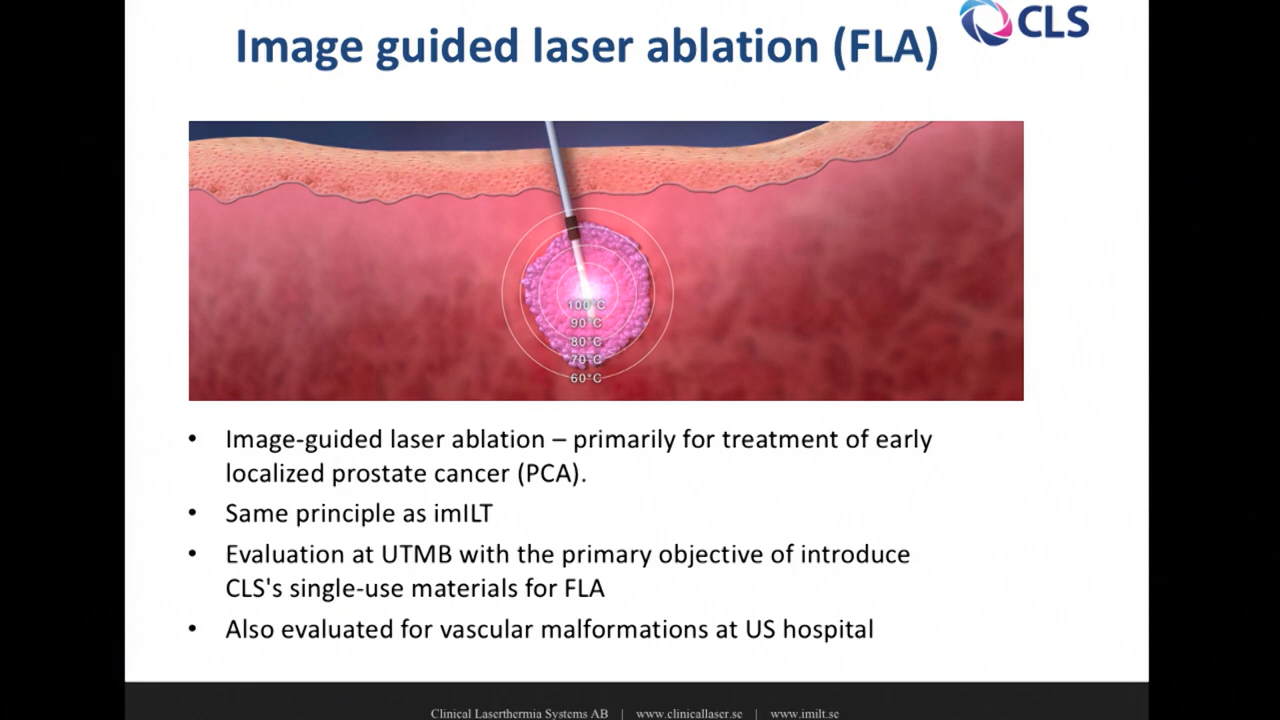 Image guided laser ablation (FLA)
CLS
100°C
90°C
80°C
70°C
60°C
• Image-guided laser ablation – primarily for treatment of early
localized prostate cancer (PCA).
• Same principle as imILT
• Evaluation at UTMB with the primary objective of introduce
CLS's single-use materials for FLA
• Also evaluated for vascular malformations at US hospital
Clinical Laserthermia Systems AB | www.clinicallaser.se | www.imilt.se